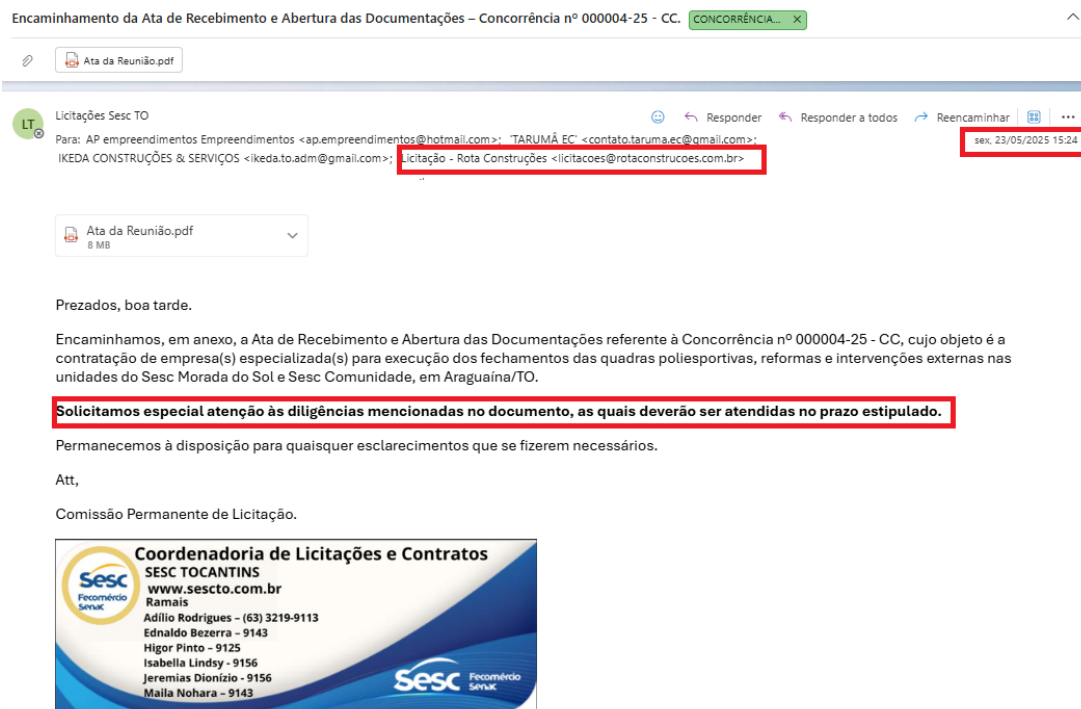 Encaminhamento da Ata de Recebimento e Abertura das Documentações – Concorrência nº 000004-25 - CC. CONCORRÊNCIA... X
Ata da Reunião.pdf
LT
Licitações Sesc TO
Responder Responder a todos Reencaminhar ...
Para: AP empreendimentos Empreendimentos <ap.empreendimentos@hotmail.com>; 'TARUMÃ EC' <contato.taruma.ec@gmail.com>;
sex, 23/05/2025 15:24
IKEDA CONSTRUÇÕES & SERVIÇOS <ikeda.to.adm@gmail.com>; Licitação - Rota Construções <licitacoes@rotaconstrucoes.com.br>
Ata da Reunião.pdf
8 MB
Prezados, boa tarde.
Encaminhamos, em anexo, a Ata de Recebimento e Abertura das Documentações referente à Concorrência nº 000004-25 - CC, cujo objeto é a
contratação de empresa(s) especializada(s) para execução dos fechamentos das quadras poliesportivas, reformas e intervenções externas nas
unidades do Sesc Morada do Sol e Sesc Comunidade, em Araguaína/TO.
Solicitamos especial atenção às diligências mencionadas no documento, as quais deverão ser atendidas no prazo estipulado.
Permanecemos à disposição para quaisquer esclarecimentos que se fizerem necessários.
Att,
Comissão Permanente de Licitação.
Coordenadoria de Licitações e Contratos
SESC TOCANTINS
www.sescto.com.br
Ramais
Adílio Rodrigues – (63) 3219-9113
Ednaldo Bezerra – 9143
Higor Pinto – 9125
Isabella Lindsy - 9156
Jeremias Dionízio - 9156
Maila Nohara – 9143
Sesc
Fecomércio
Senac
Sesc Fecomércio
Senac